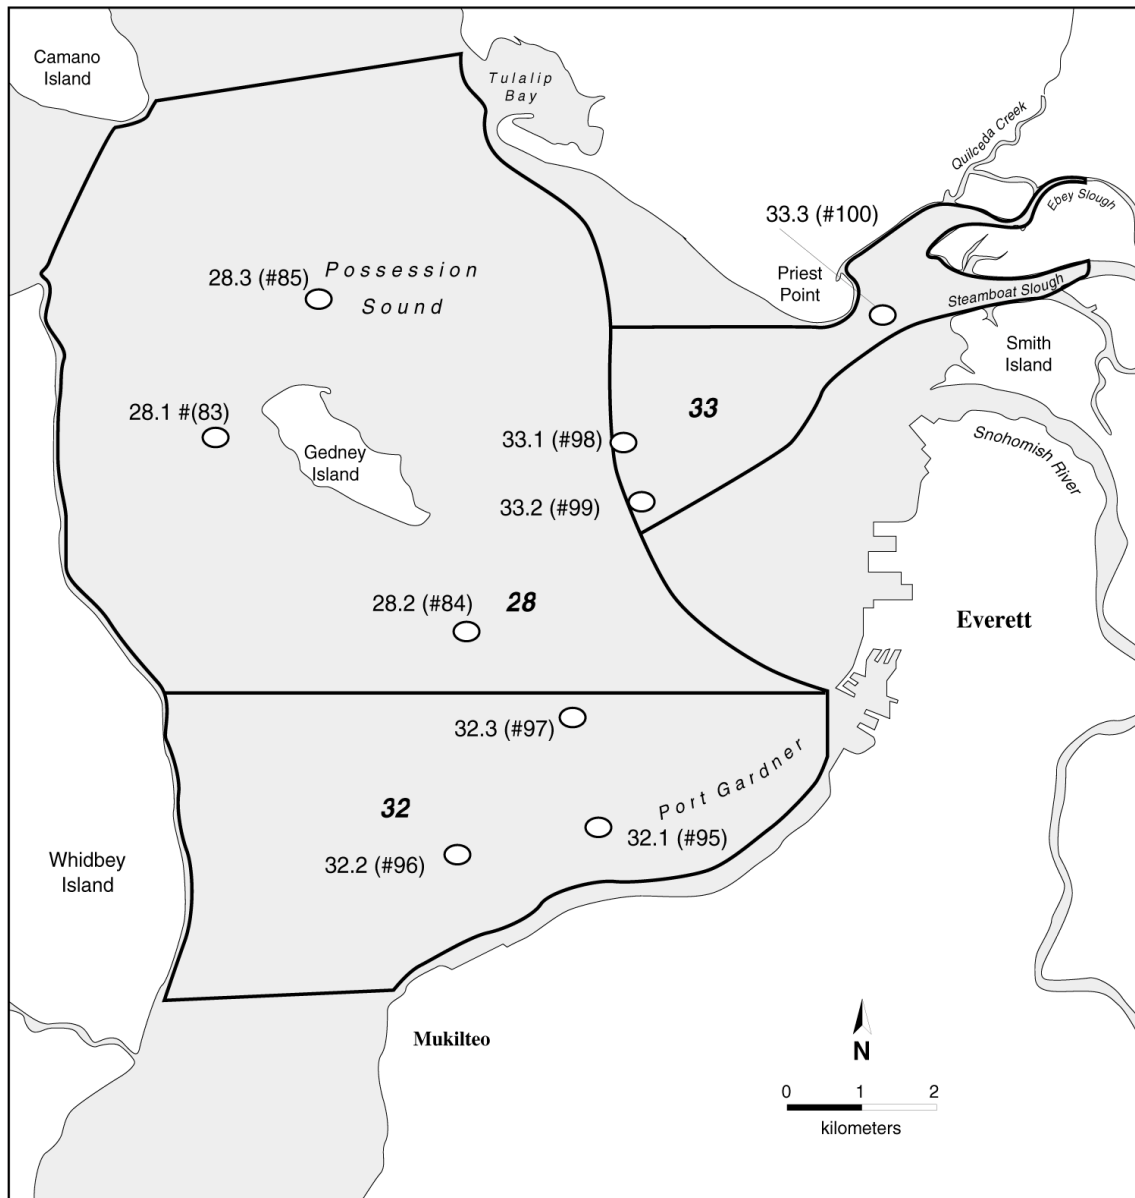 Camano
Island
Tulalip
Bay
Quilceda Creek
Ebey Slough
33.3 (#100)
Priest
Point
28.3 (#85)
Possession
Sound
Steamboat Slough
Smith
Island
28.1 #(83)
33
Gedney
Island
33.1 (#98)
Snohomish River
33.2 (#99)
28.2 (#84)
28
Everett
32.3 (#97)
Port Gardner
32
32.1 (#95)
32.2 (#96)
Whidbey
Island
Mukilteo
N
0 1 2
kilometers